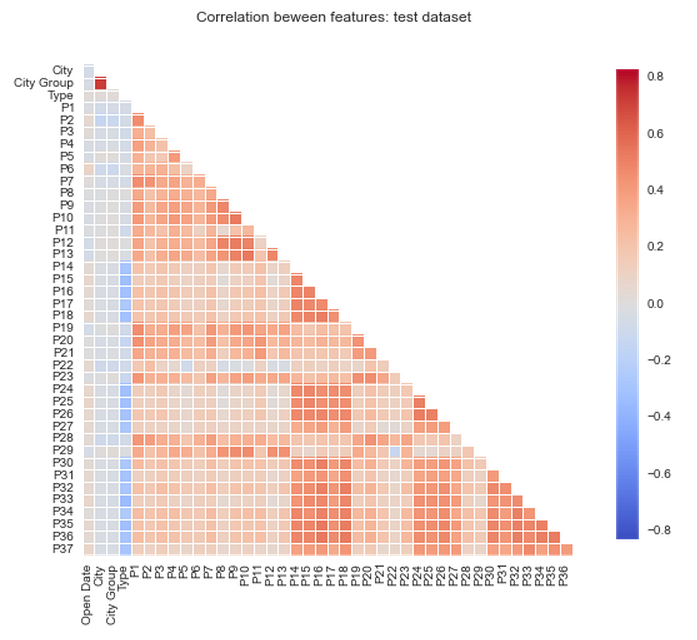 Correlation beween features: test dataset
City
City Group
Type
P1
P2
P3
P4
P5
P6
P7
P8
P9
P10
P11
P12
P13
P14
P15
P16
P17
P18
P19
P20
P21
P22
P23
P24
P25
P26
P27
P28
P29
P30
P31
P32
P33
P34
P35
P36
P37
Open Date
City
City Group
Type
P1
P2
P3
P4
P5
P6
P7
P8
P9
P10
P11
P12
P13
P14
P15
P16
P17
P18
P19
P20
P21
P22
P23
P24
P25
P26
P27
P28
P29
P30
P31
P32
P33
P34
P35
P36
0.8
0.6
0.4
0.2
0.0
−0.2
−0.4
−0.6
−0.8